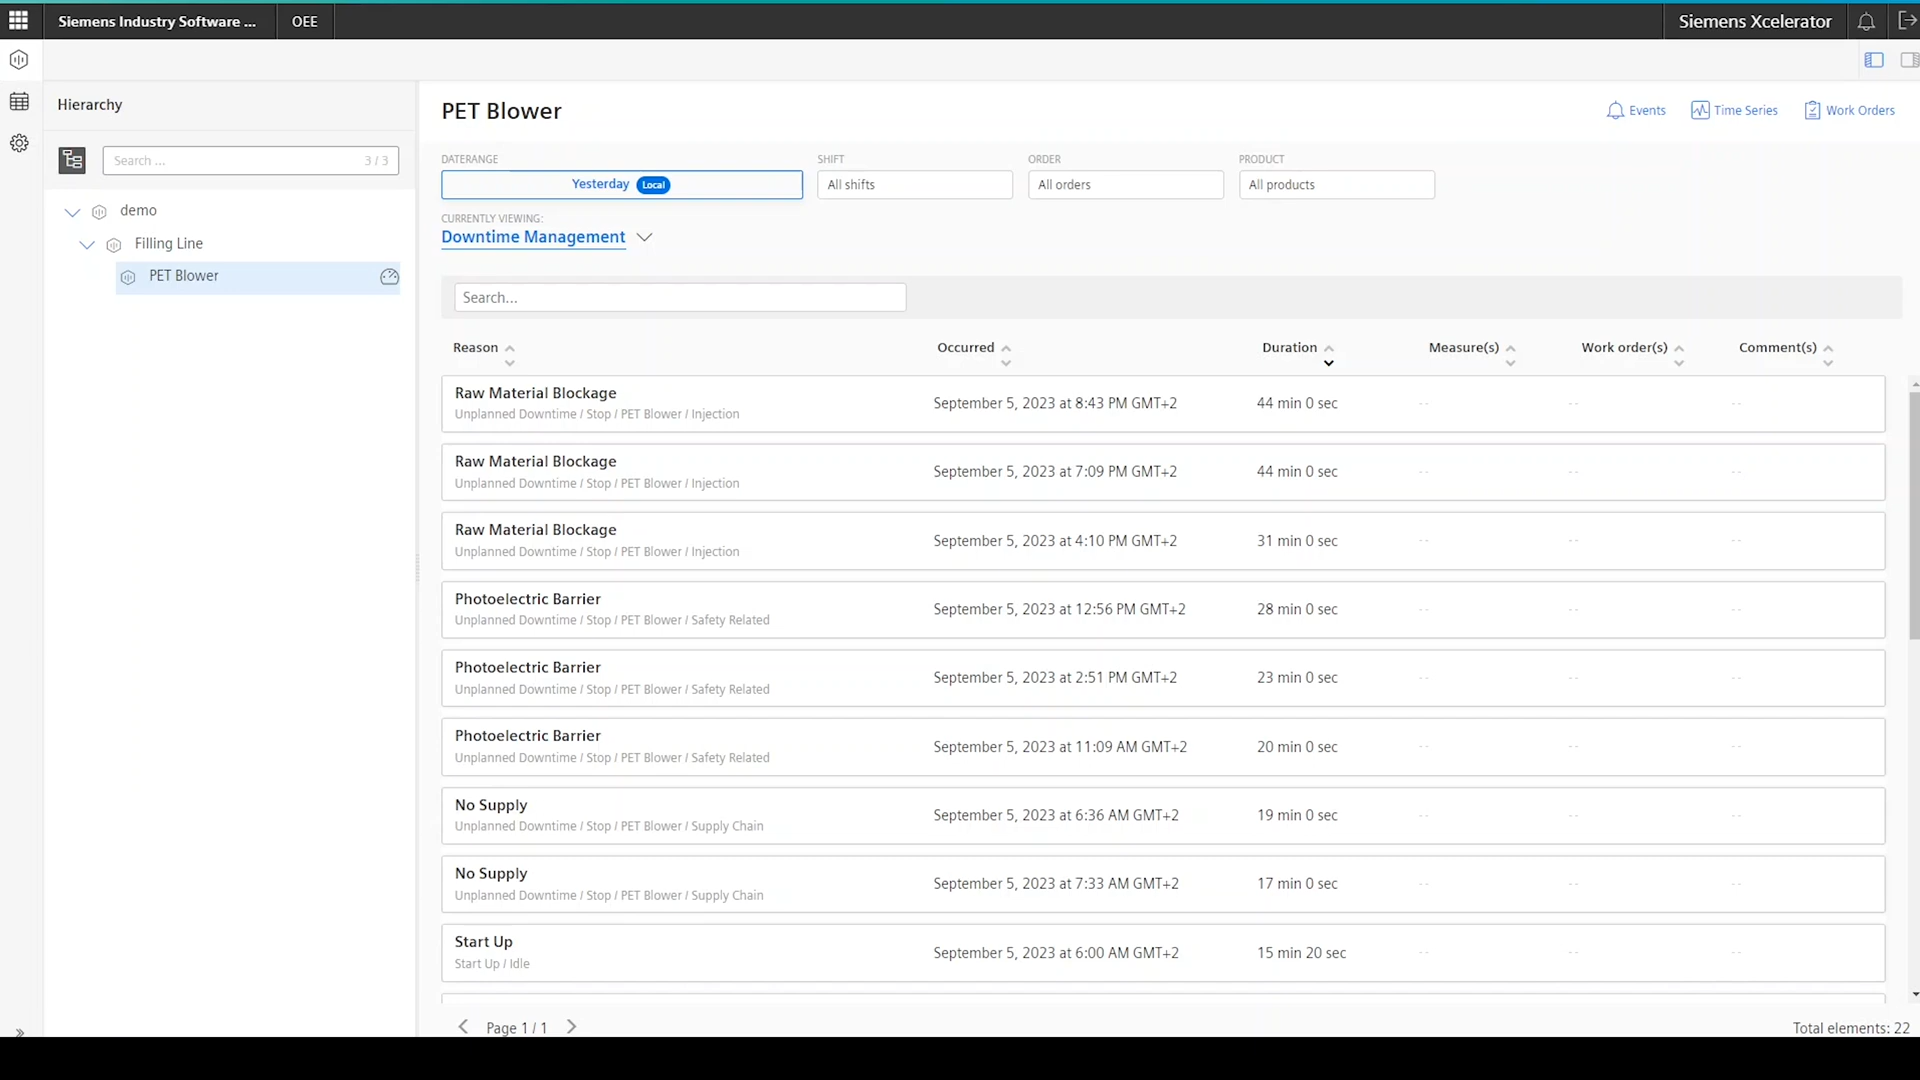 Siemens Industry Software ...
OEE
Siemens Xcelerator
Hierarchy
Search ...
3 / 3
demo
Filling Line
PET Blower
PET Blower
Events
Time Series
Work Orders
DATERANGE
SHIFT
ORDER
PRODUCT
Yesterday Local
All shifts
All orders
All products
CURRENTLY VIEWING:
Downtime Management
Search...
Reason
Occurred
Duration
Measure(s)
Work order(s)
Comment(s)
Raw Material Blockage
Unplanned Downtime / Stop / PET Blower / Injection
September 5, 2023 at 8:43 PM GMT+2
44 min 0 sec
-- -- --
Raw Material Blockage
Unplanned Downtime / Stop / PET Blower / Injection
September 5, 2023 at 7:09 PM GMT+2
44 min 0 sec
-- -- --
Raw Material Blockage
Unplanned Downtime / Stop / PET Blower / Injection
September 5, 2023 at 4:10 PM GMT+2
31 min 0 sec
-- -- --
Photoelectric Barrier
Unplanned Downtime / Stop / PET Blower / Safety Related
September 5, 2023 at 12:56 PM GMT+2
28 min 0 sec
-- -- --
Photoelectric Barrier
Unplanned Downtime / Stop / PET Blower / Safety Related
September 5, 2023 at 2:51 PM GMT+2
23 min 0 sec
-- -- --
Photoelectric Barrier
Unplanned Downtime / Stop / PET Blower / Safety Related
September 5, 2023 at 11:09 AM GMT+2
20 min 0 sec
-- -- --
No Supply
Unplanned Downtime / Stop / PET Blower / Supply Chain
September 5, 2023 at 6:36 AM GMT+2
19 min 0 sec
-- -- --
No Supply
Unplanned Downtime / Stop / PET Blower / Supply Chain
September 5, 2023 at 7:33 AM GMT+2
17 min 0 sec
-- -- --
Start Up
Start Up / Idle
September 5, 2023 at 6:00 AM GMT+2
15 min 20 sec
-- -- --
Page 1 / 1
Total elements: 22